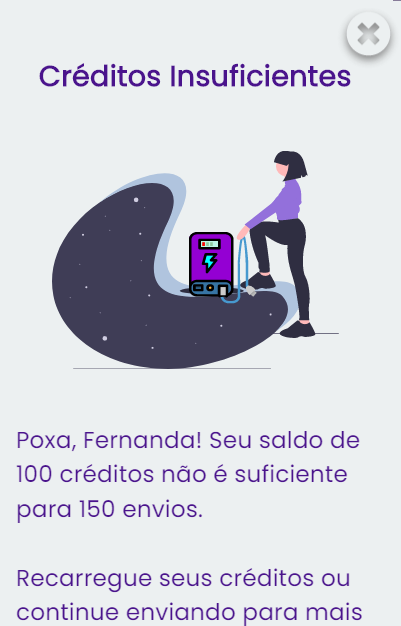 Créditos Insuficientes
Poxa, Fernanda! Seu saldo de
100 créditos não é suficiente
para 150 envios.
Recarregue seus créditos ou
continue enviando para mais